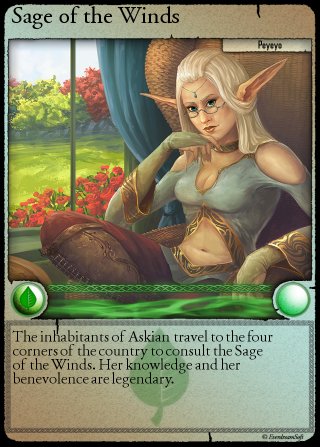 Sage of the Winds
Peyeyo
The inhabitants of Askian travel to the four
corners of the country to consult the Sage
of the Winds. Her knowledge and her
benevolence are legendary.
© EverdreamSoft